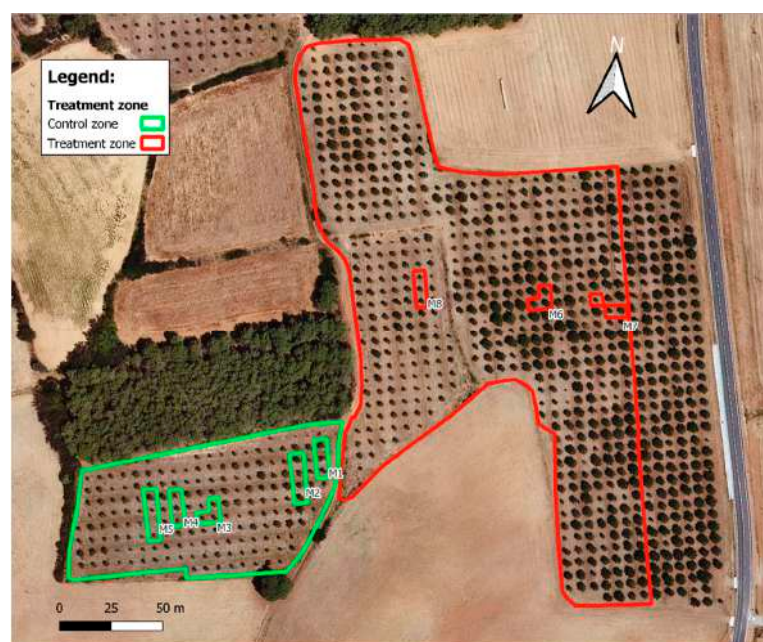 N
Legend:
Treatment zone
Control zone
Treatment zone
M8
M6
M7
M1
M2
M5
M4
M3
0 25 50 m